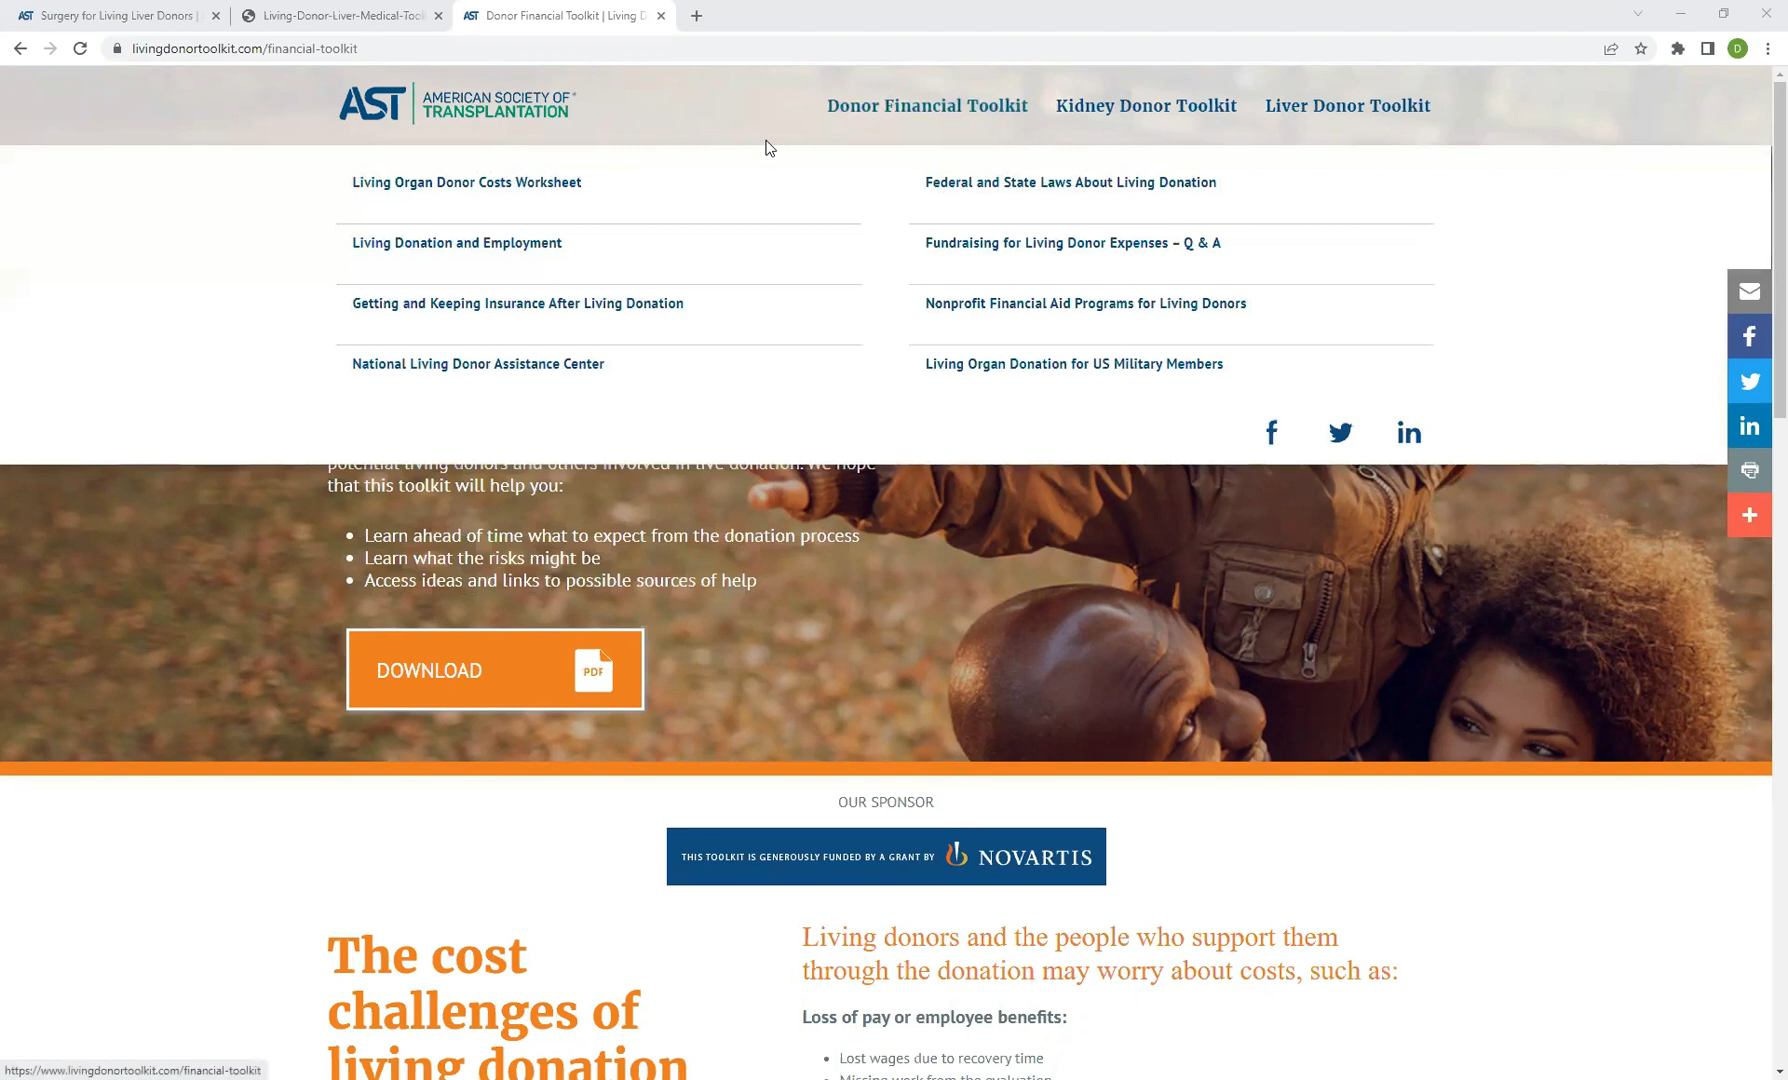 AST Surgery for Living Liver Donors |
Living-Donor-Liver-Medical-Tool
AST Donor Financial Toolkit | Living D
livingdonortoolkit.com/financial-toolkit
D
AST AMERICAN SOCIETY OF
TRANSPLANTATION
Donor Financial Toolkit Kidney Donor Toolkit Liver Donor Toolkit
Living Organ Donor Costs Worksheet
Federal and State Laws About Living Donation
Living Donation and Employment
Fundraising for Living Donor Expenses – Q & A
Getting and Keeping Insurance After Living Donation
Nonprofit Financial Aid Programs for Living Donors
National Living Donor Assistance Center
Living Organ Donation for US Military Members
potential living donors and others involved in live donation. We hope
that this toolkit will help you:
• Learn ahead of time what to expect from the donation process
• Learn what the risks might be
• Access ideas and links to possible sources of help
DOWNLOAD PDF
OUR SPONSOR
THIS TOOLKIT IS GENEROUSLY FUNDED BY A GRANT BY NOVARTIS
The cost
challenges of
living donation
Living donors and the people who support them
through the donation may worry about costs, such as:
Loss of pay or employee benefits:
• Lost wages due to recovery time
Missing work from the evaluation
https://www.livingdonortoolkit.com/financial-toolkit